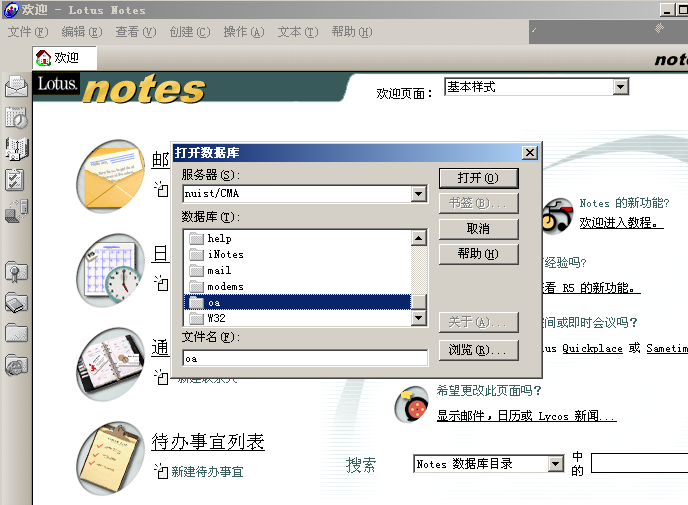 欢迎 - Lotus Notes
文件(F) 编辑(E) 查看(V) 创建(C) 操作(A) 文本(T) 帮助(H)
欢迎
note
Lotus.
notes
欢迎页面：
基本样式
邮
打开数据库
服务器(S):
nuist/CMA
数据库(T):
help
iNotes
mail
modems
oa
W32
文件名(F):
oa
打开(O)
书签(B)...
取消
帮助(H)
关于(A)...
浏览(R)...
Notes 的新功能?
欢迎进入教程。
日
经验吗?
看 R5 的新功能。
通
间或即时会议吗?
us Quickplace 或 Sametim
希望更改此页面吗?
显示邮件，日历或 Lycos 新闻...
待办事宜列表
新建待办事宜
搜索
Notes 数据库目录
中的